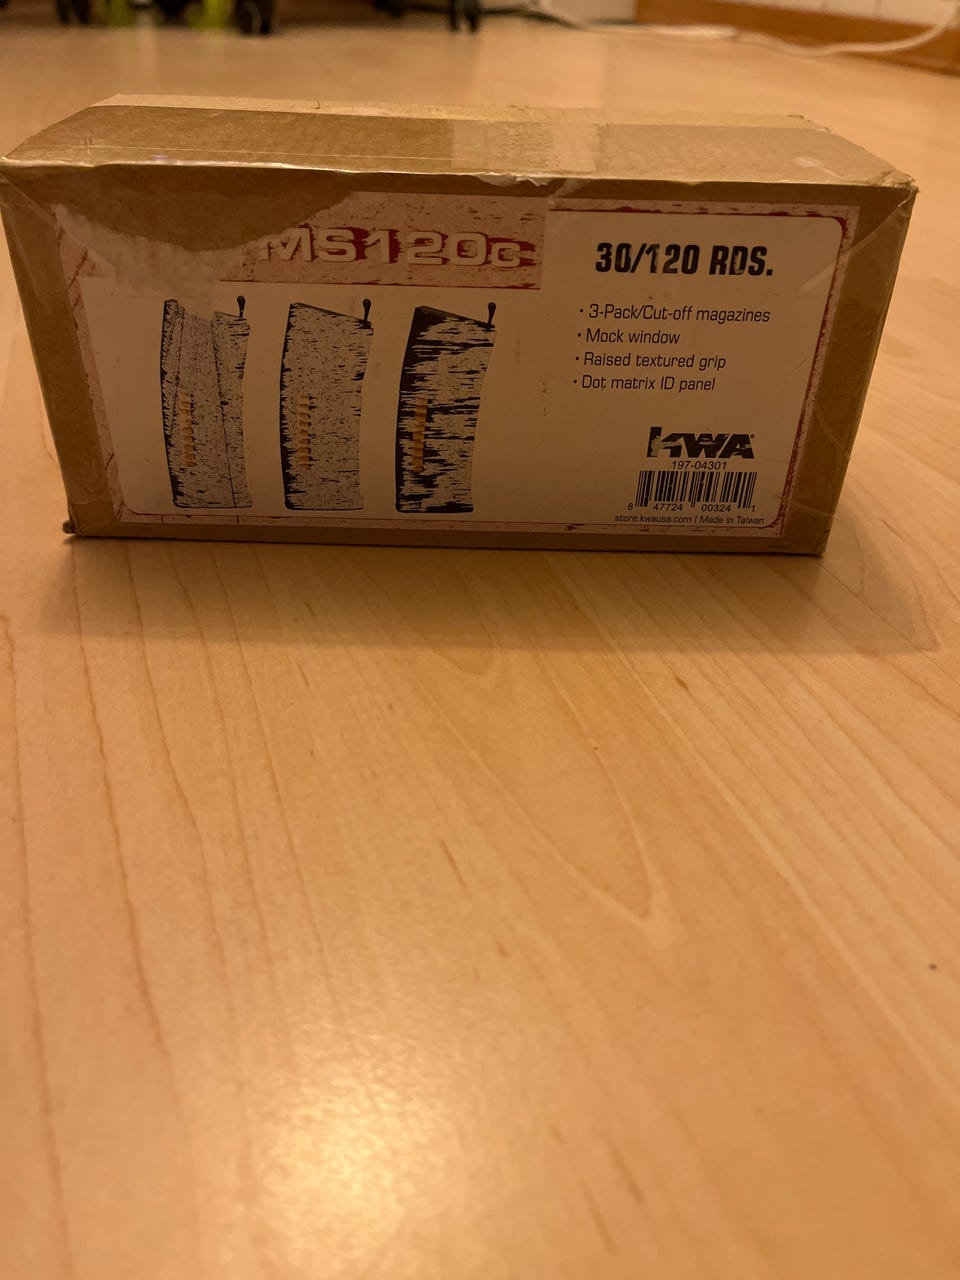 MS120c
30/120 RDS.
• 3-Pack/Cut-off magazines
• Mock window
• Raised textured grip
• Dot matrix ID panel
KWA
197-04301
8 47724 00324 1
store.kwausa.com | Made in Taiwan